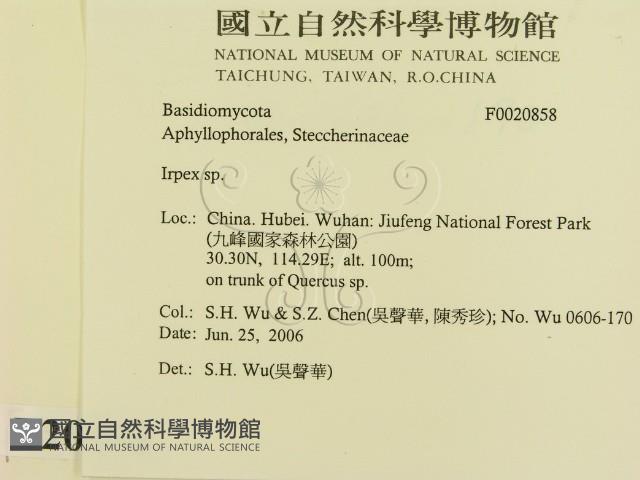 國立自然科學博物館
NATIONAL MUSEUM OF NATURAL SCIENCE
TAICHUNG, TAIWAN, R.O.CHINA
Basidiomycota F0020858
Aphyllophorales, Steccherinaceae
Irpex sp.
Loc.: China. Hubei. Wuhan: Jiufeng National Forest Park
(九峰國家森林公園)
30.30N, 114.29E; alt. 100m;
on trunk of Quercus sp.
Col.: S.H. Wu & S.Z. Chen(吳聲華, 陳秀珍); No. Wu 0606-170
Date: Jun. 25, 2006
Det.: S.H. Wu(吳聲華)
20
國立自然科學博物館
NATIONAL MUSEUM OF NATURAL SCIENCE